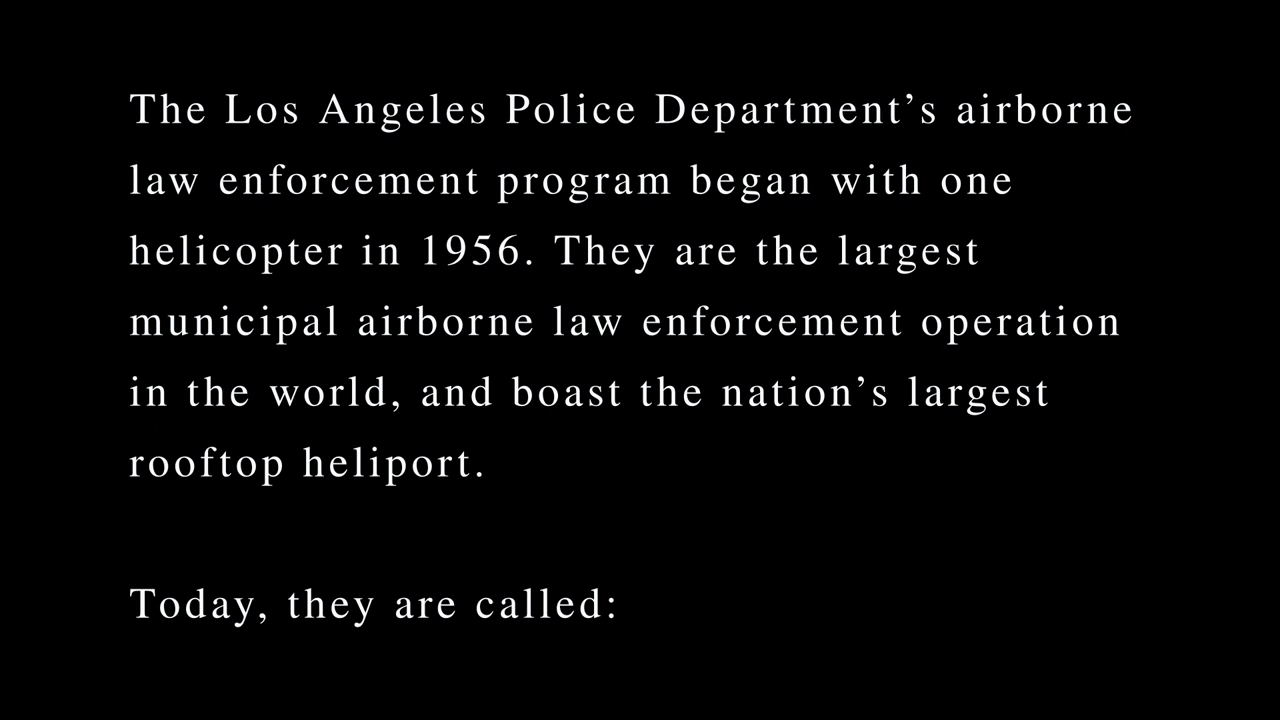 The Los Angeles Police Department’s airborne
law enforcement program began with one
helicopter in 1956. They are the largest
municipal airborne law enforcement operation
in the world, and boast the nation’s largest
rooftop heliport.
Today, they are called: